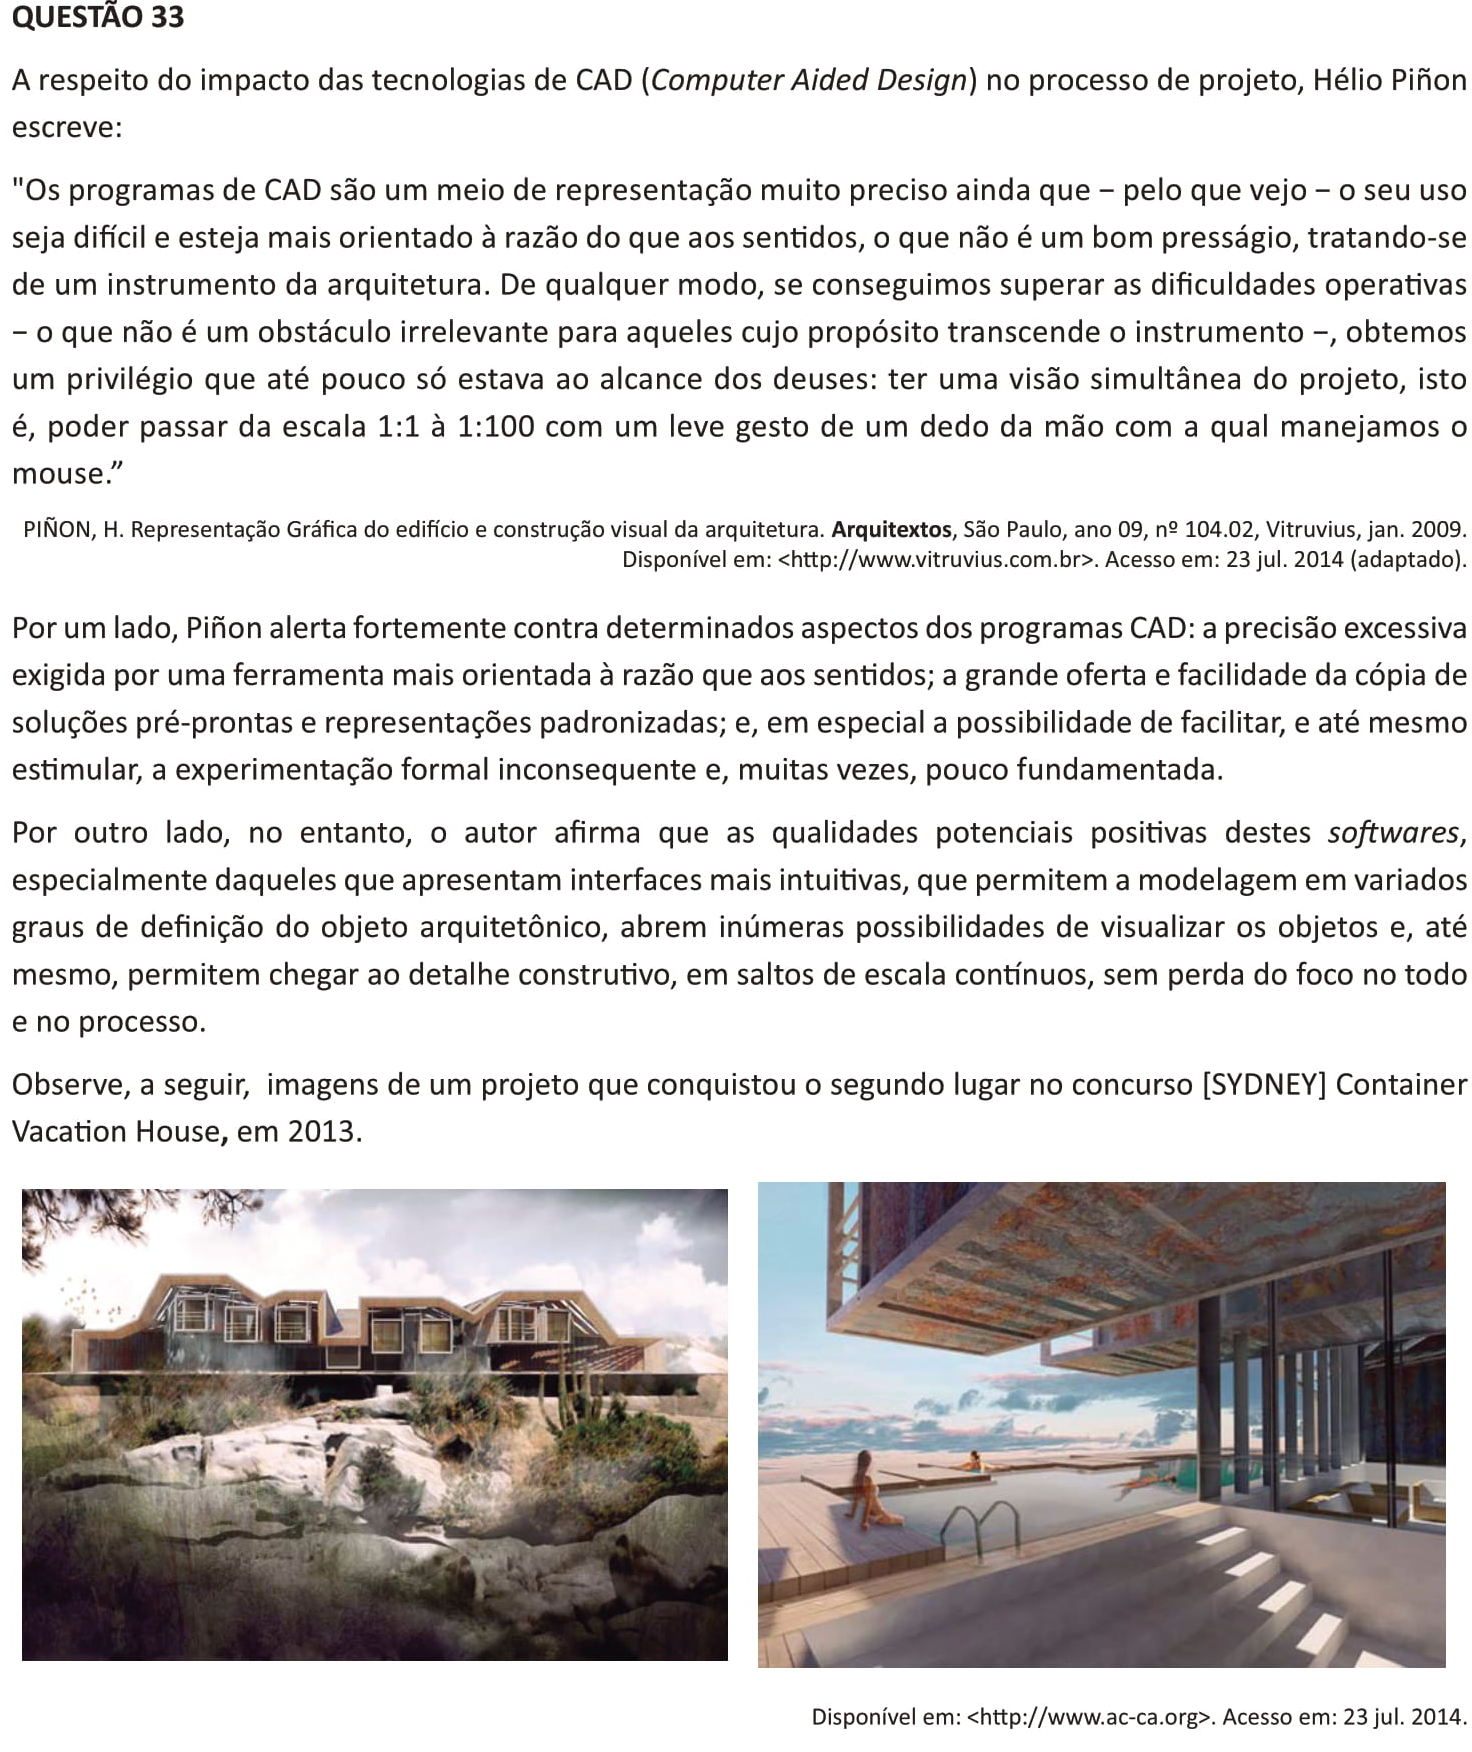 QUESTÃO 33
A respeito do impacto das tecnologias de CAD (Computer Aided Design) no processo de projeto, Hélio Piñon
escreve:
"Os programas de CAD são um meio de representação muito preciso ainda que − pelo que vejo − o seu uso
seja difícil e esteja mais orientado à razão do que aos sentidos, o que não é um bom presságio, tratando-se
de um instrumento da arquitetura. De qualquer modo, se conseguimos superar as dificuldades operativas
− o que não é um obstáculo irrelevante para aqueles cujo propósito transcende o instrumento −, obtemos
um privilégio que até pouco só estava ao alcance dos deuses: ter uma visão simultânea do projeto, isto
é, poder passar da escala 1:1 à 1:100 com um leve gesto de um dedo da mão com a qual manejamos o
mouse.”
PIÑON, H. Representação Gráfica do edifício e construção visual da arquitetura. Arquitextos, São Paulo, ano 09, nº 104.02, Vitruvius, jan. 2009.
Disponível em: <http://www.vitruvius.com.br>. Acesso em: 23 jul. 2014 (adaptado).
Por um lado, Piñon alerta fortemente contra determinados aspectos dos programas CAD: a precisão excessiva
exigida por uma ferramenta mais orientada à razão que aos sentidos; a grande oferta e facilidade da cópia de
soluções pré-prontas e representações padronizadas; e, em especial a possibilidade de facilitar, e até mesmo
estimular, a experimentação formal inconsequente e, muitas vezes, pouco fundamentada.
Por outro lado, no entanto, o autor afirma que as qualidades potenciais positivas destes softwares,
especialmente daqueles que apresentam interfaces mais intuitivas, que permitem a modelagem em variados
graus de definição do objeto arquitetônico, abrem inúmeras possibilidades de visualizar os objetos e, até
mesmo, permitem chegar ao detalhe construtivo, em saltos de escala contínuos, sem perda do foco no todo
e no processo.
Observe, a seguir, imagens de um projeto que conquistou o segundo lugar no concurso [SYDNEY] Container
Vacation House, em 2013.
Disponível em: <http://www.ac-ca.org>. Acesso em: 23 jul. 2014.